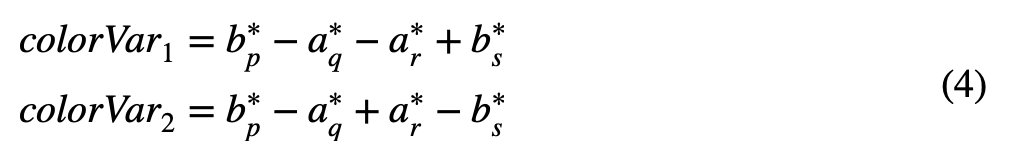 colorVar₁ = b*ₚ − a*_q − a*ᵣ + b*ₛ
colorVar₂ = b*ₚ − a*_q + a*ᵣ − b*ₛ
(4)